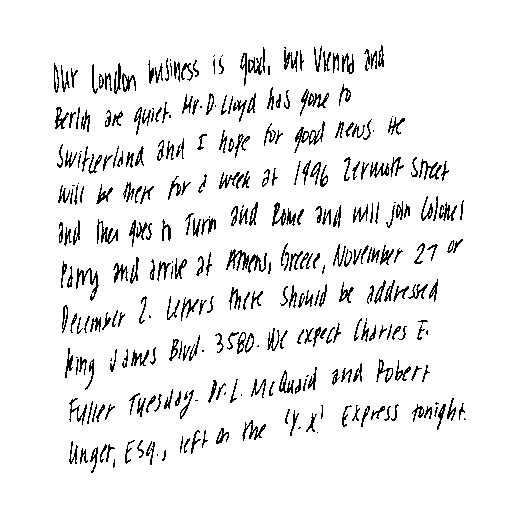 Our London business is good, but Vienna and
Berlin are quiet. Mr. D. Lloyd has gone to
Switzerland and I hope for good news. He
will be there for a week at 1996 Zermott Street
and then goes to Turin and Rome and will join Colonel
Parry and arrive at Athens, Greece, November 27 or
December 2. Letters there should be addressed
King James Blvd. 3580. We expect Charles E.
Fuller Tuesday. Dr. L. McQuaid and Robert
Unger, Esq., left on the 'Y.X.' Express tonight.